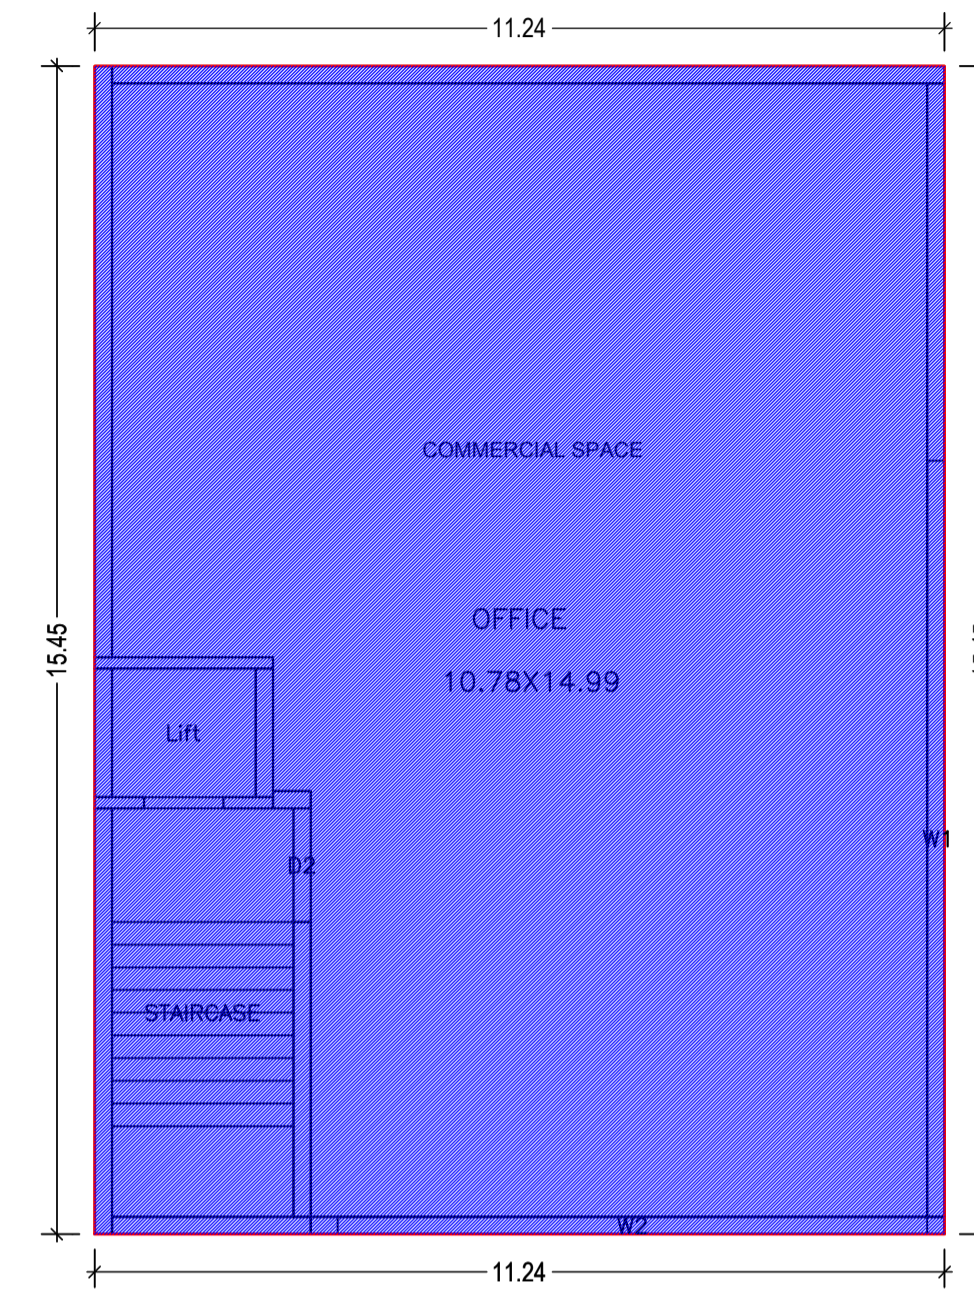 11.24
COMMERCIAL SPACE
OFFICE
15.45
10.78X14.99
Lift
W1
D2
STAIRCASE
W2
11.24